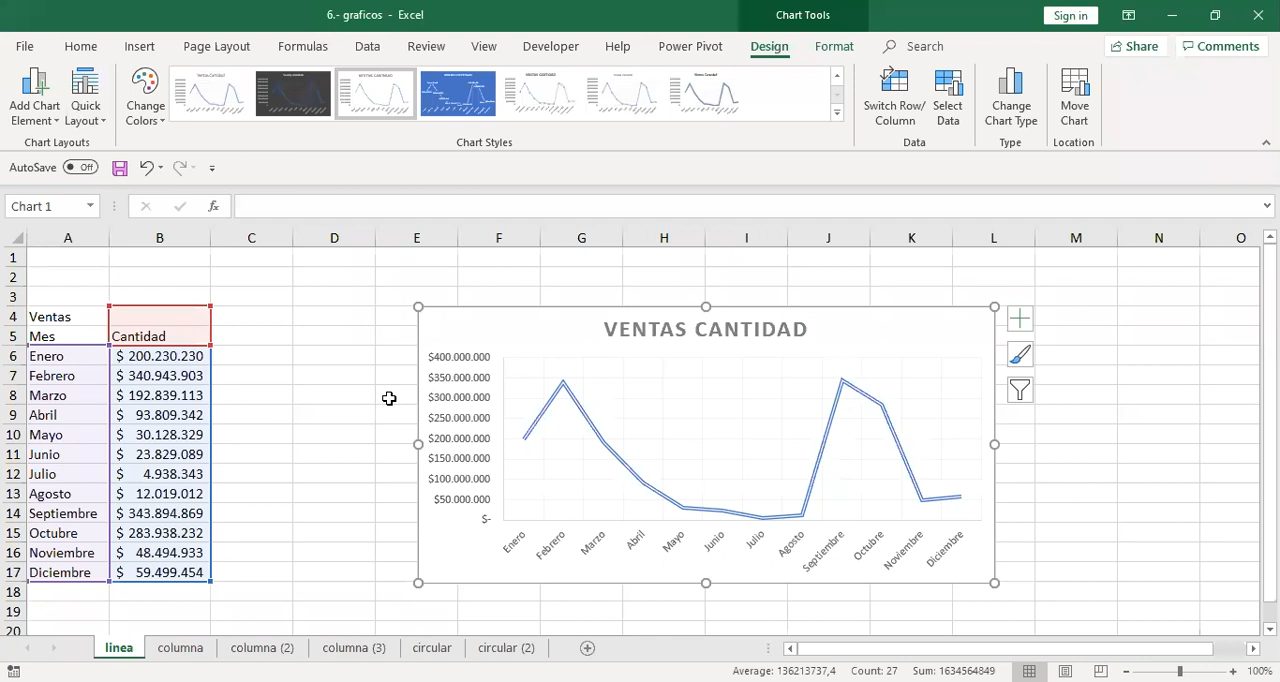 6.- graficos - Excel
Chart Tools
Sign in
File Home Insert Page Layout Formulas Data Review View Developer Help Power Pivot Design Format Search Share Comments
Add Chart Element
Quick Layout
Change Colors
Switch Row/ Column
Select Data
Change Chart Type
Move Chart
Chart Layouts Chart Styles Data Type Location
AutoSave Off
Chart 1 fx
A B C D E F G H I J K L M N O
1
2
3
4 Ventas
5 Mes Cantidad
6 Enero $ 200.230.230
7 Febrero $ 340.943.903
8 Marzo $ 192.839.113
9 Abril $ 93.809.342
10 Mayo $ 30.128.329
11 Junio $ 23.829.089
12 Julio $ 4.938.343
13 Agosto $ 12.019.012
14 Septiembre $ 343.894.869
15 Octubre $ 283.938.232
16 Noviembre $ 48.494.933
17 Diciembre $ 59.499.454
18
19
20
VENTAS CANTIDAD
$400.000.000
$350.000.000
$300.000.000
$250.000.000
$200.000.000
$150.000.000
$100.000.000
$50.000.000
$-
Enero Febrero Marzo Abril Mayo Junio Julio Agosto Septiembre Octubre Noviembre Diciembre
linea columna columna (2) columna (3) circular circular (2)
Average: 136213737,4 Count: 27 Sum: 1634564849 100%